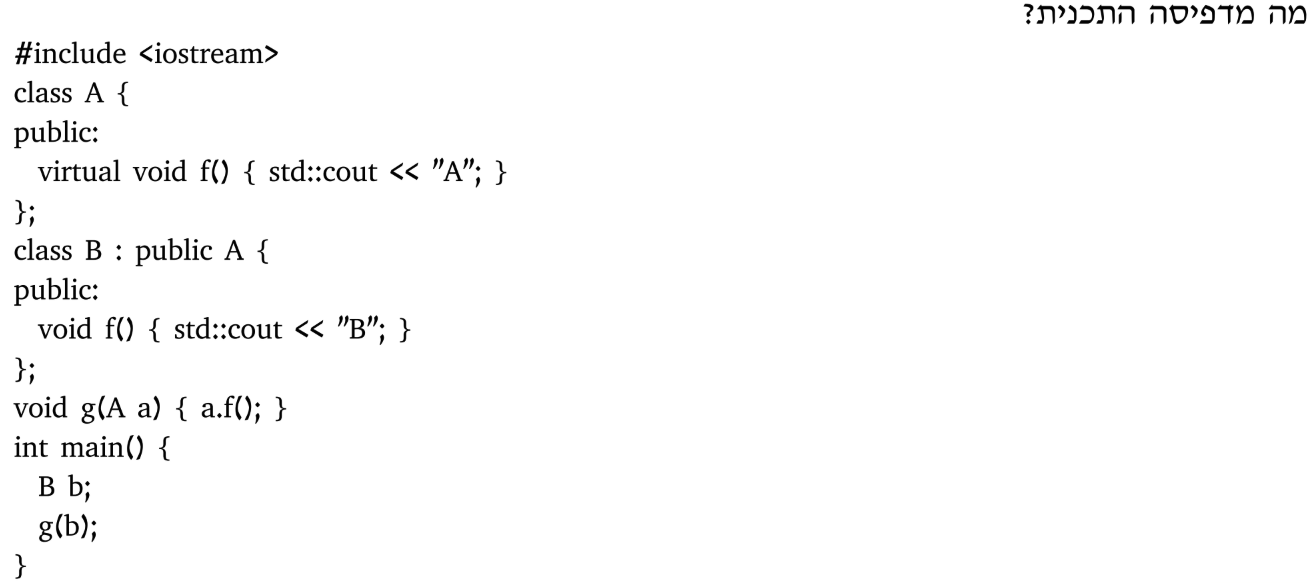 מה מדפיסה התכנית?
#include <iostream>
class A {
public:
  virtual void f() { std::cout << "A"; }
};
class B : public A {
public:
  void f() { std::cout << "B"; }
};
void g(A a) { a.f(); }
int main() {
  B b;
  g(b);
}